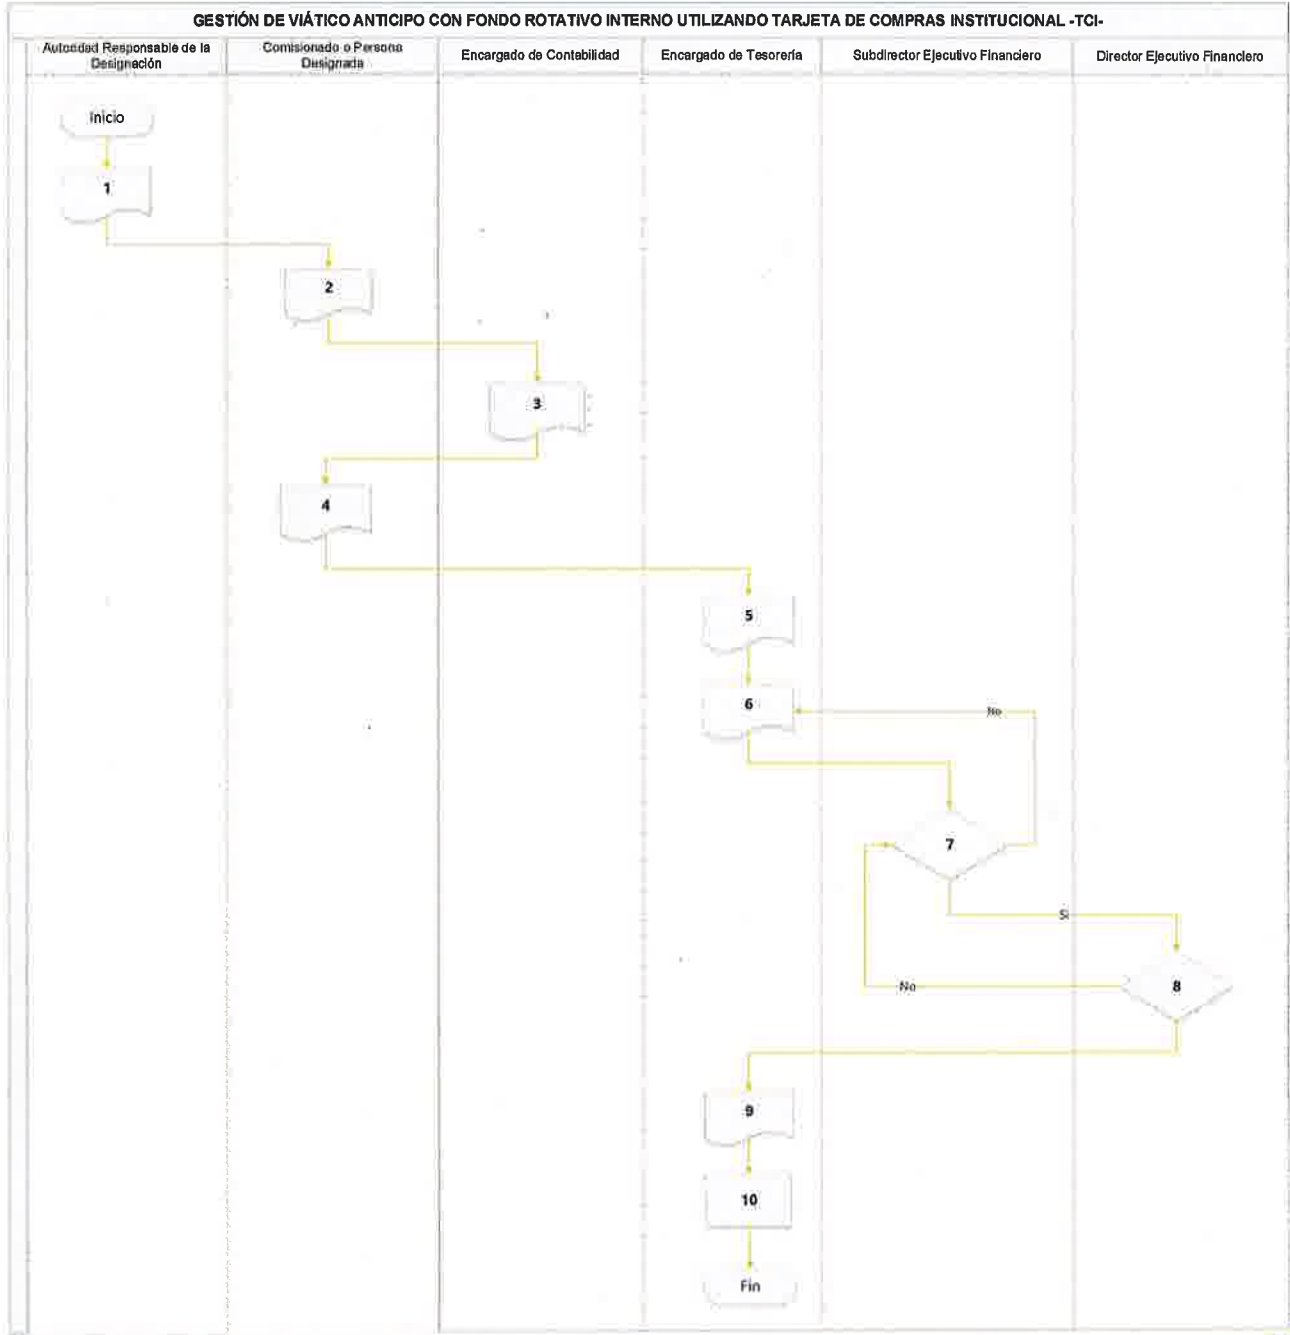 GESTIÓN DE VIÁTICO ANTICIPO CON FONDO ROTATIVO INTERNO UTILIZANDO TARJETA DE COMPRAS INSTITUCIONAL -TCI-
Autoridad Responsable de la
Designación
Comisionado o Persona
Designada
Encargado de Contabilidad
Encargado de Tesorería
Subdirector Ejecutivo Financiero
Director Ejecutivo Financiero
Inicio
1
2
3
4
5
6
No
7
Si
No
8
9
10
Fin